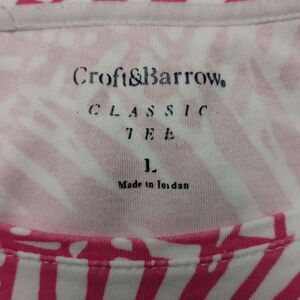 Croft&Barrow®
CLASSIC
TEE
L
Made in Jordan